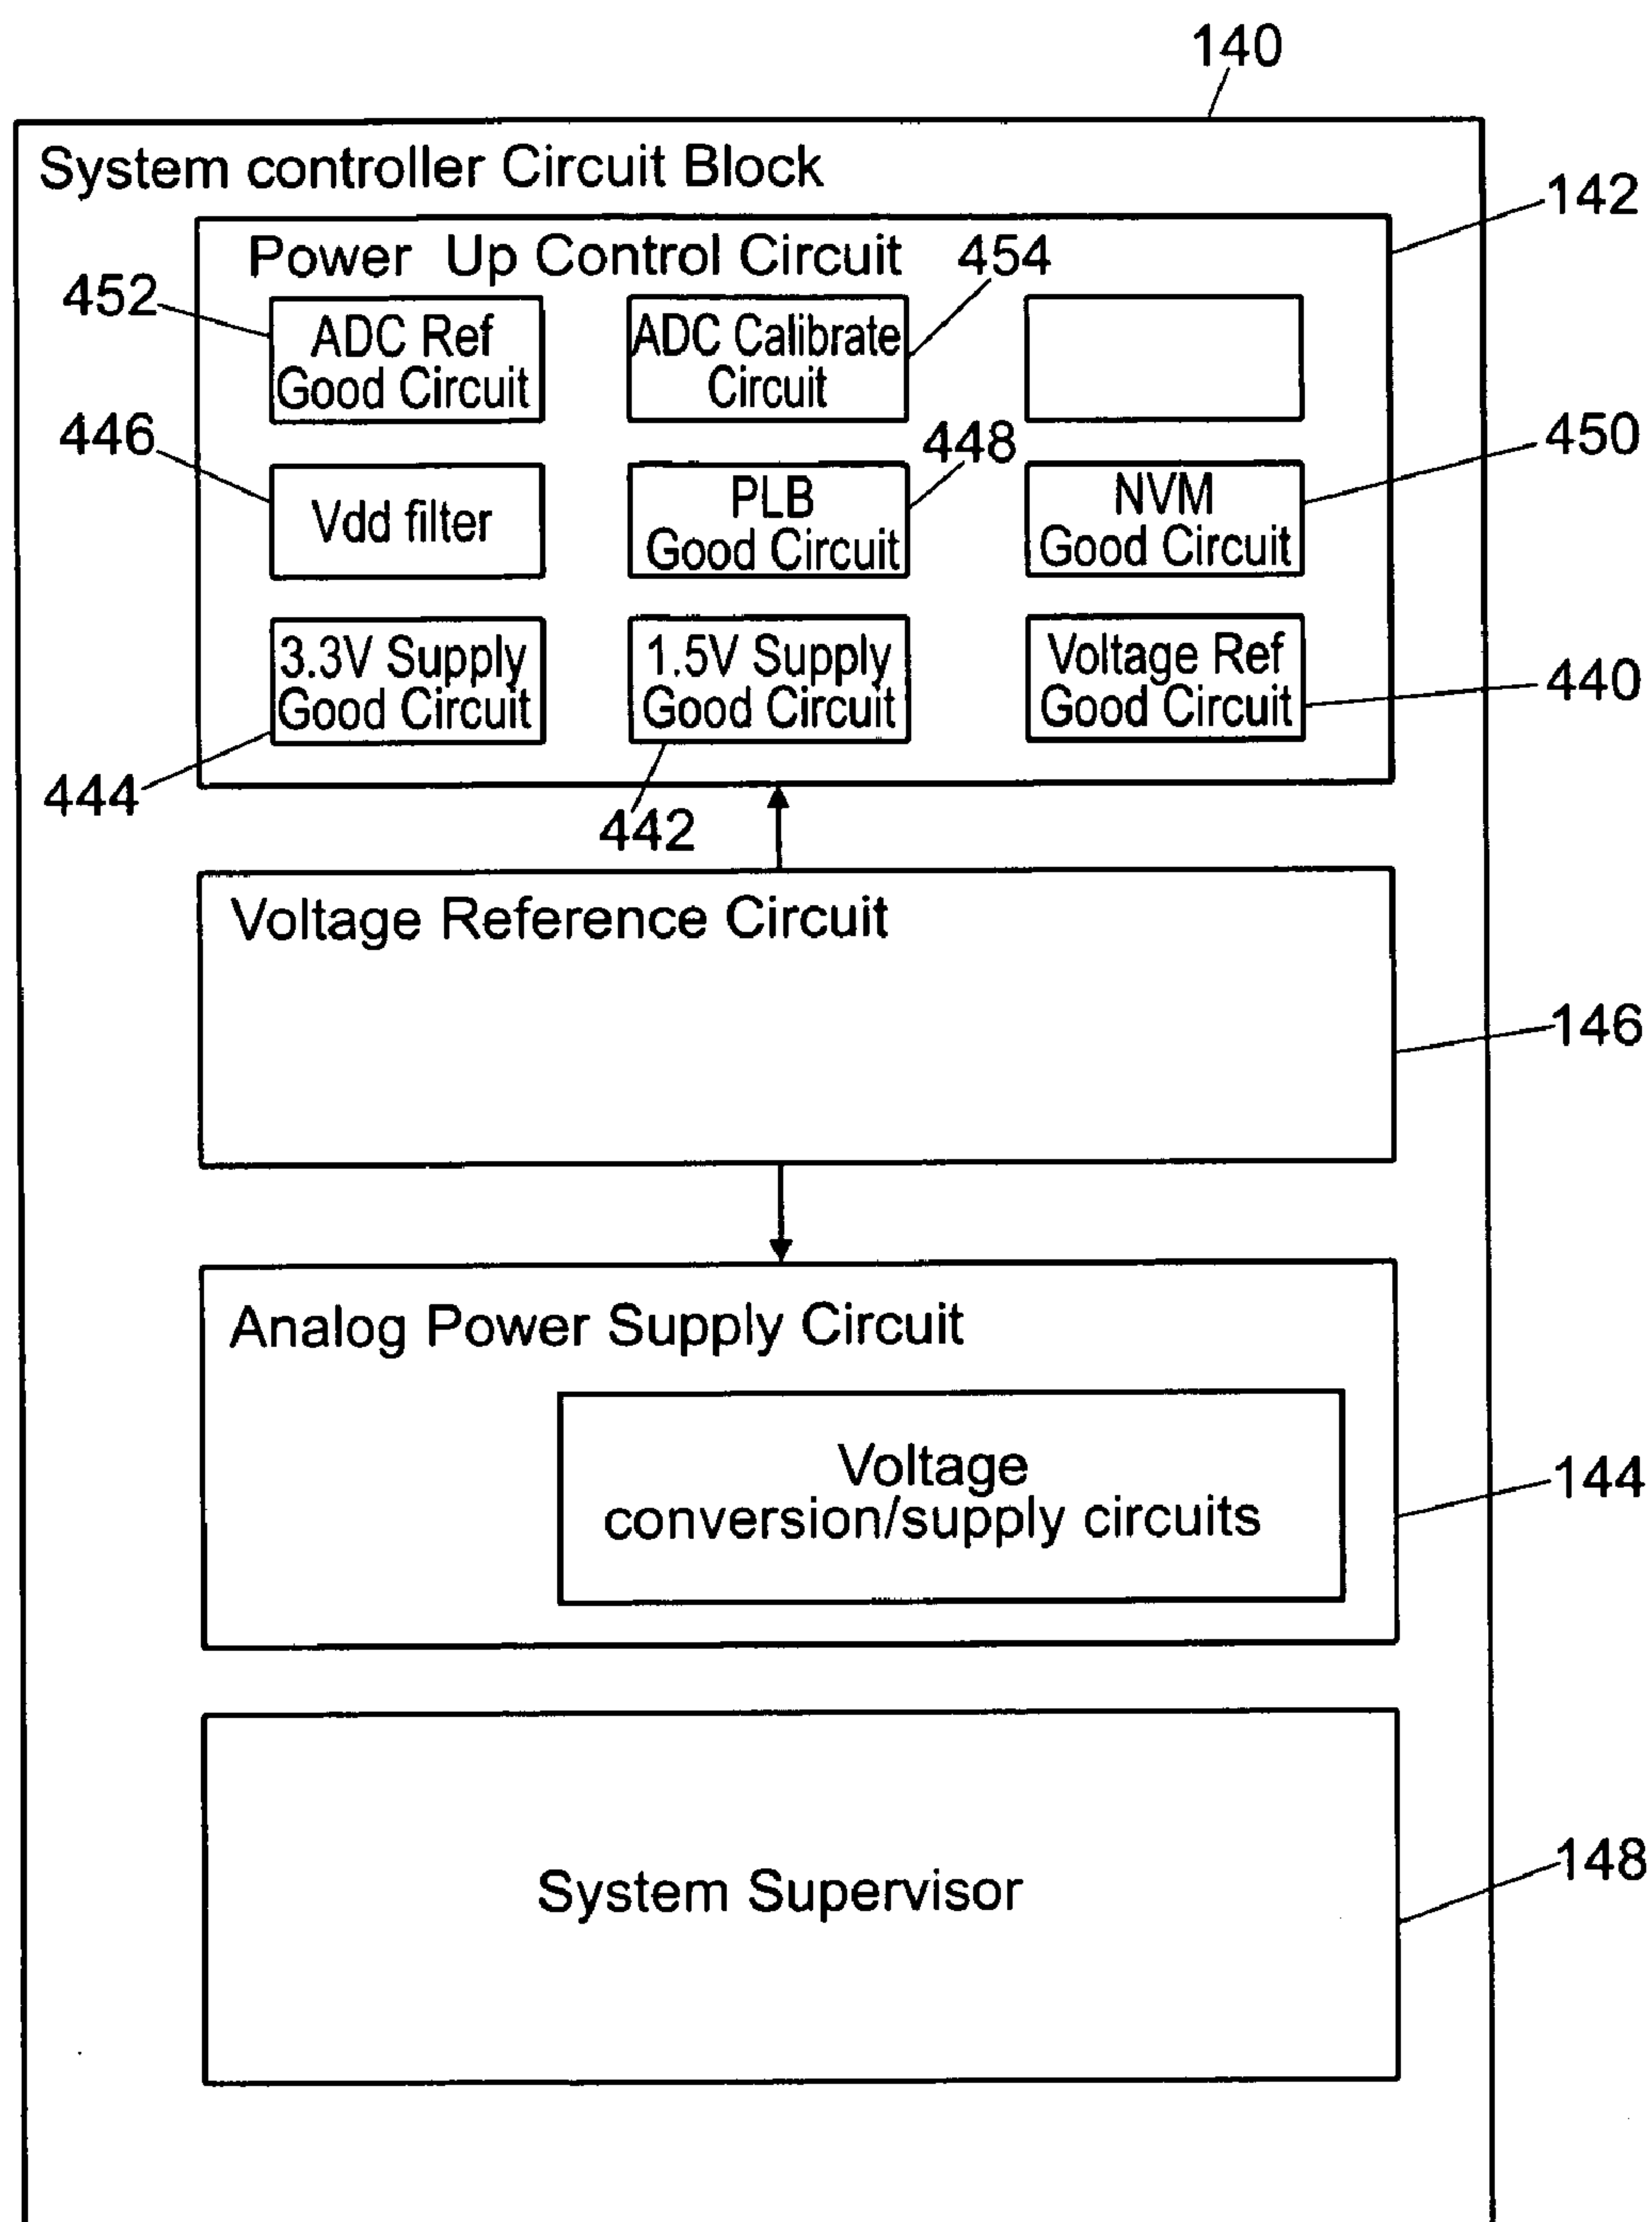 140
System controller Circuit Block
142
Power Up Control Circuit
454
452
ADC Ref
Good Circuit
ADC Calibrate
Circuit
446
448
450
Vdd filter
PLB
Good Circuit
NVM
Good Circuit
3.3V Supply
Good Circuit
1.5V Supply
Good Circuit
Voltage Ref
Good Circuit
440
444
442
Voltage Reference Circuit
146
Analog Power Supply Circuit
Voltage
conversion/supply circuits
144
System Supervisor
148